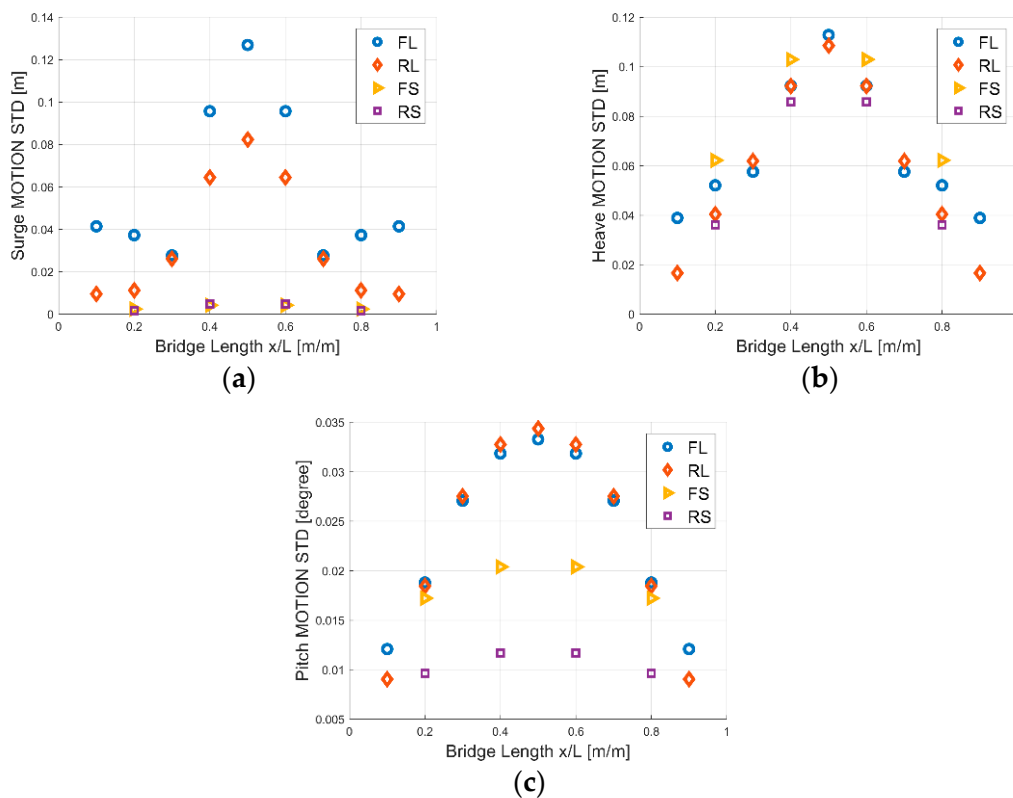 0.14
0.12
0.1
0.08
0.06
0.04
0.02
0
Surge MOTION STD [m]
FL
RL
FS
RS
0 0.2 0.4 0.6 0.8 1
Bridge Length x/L [m/m]
(a)
0.12
0.1
0.08
0.06
0.04
0.02
0
Heave MOTION STD [m]
FL
RL
FS
RS
0 0.2 0.4 0.6 0.8
Bridge Length x/L [m/m]
(b)
0.035
0.03
0.025
0.02
0.015
0.01
0.005
Pitch MOTION STD [degree]
FL
RL
FS
RS
0 0.2 0.4 0.6 0.8 1
Bridge Length x/L [m/m]
(c)